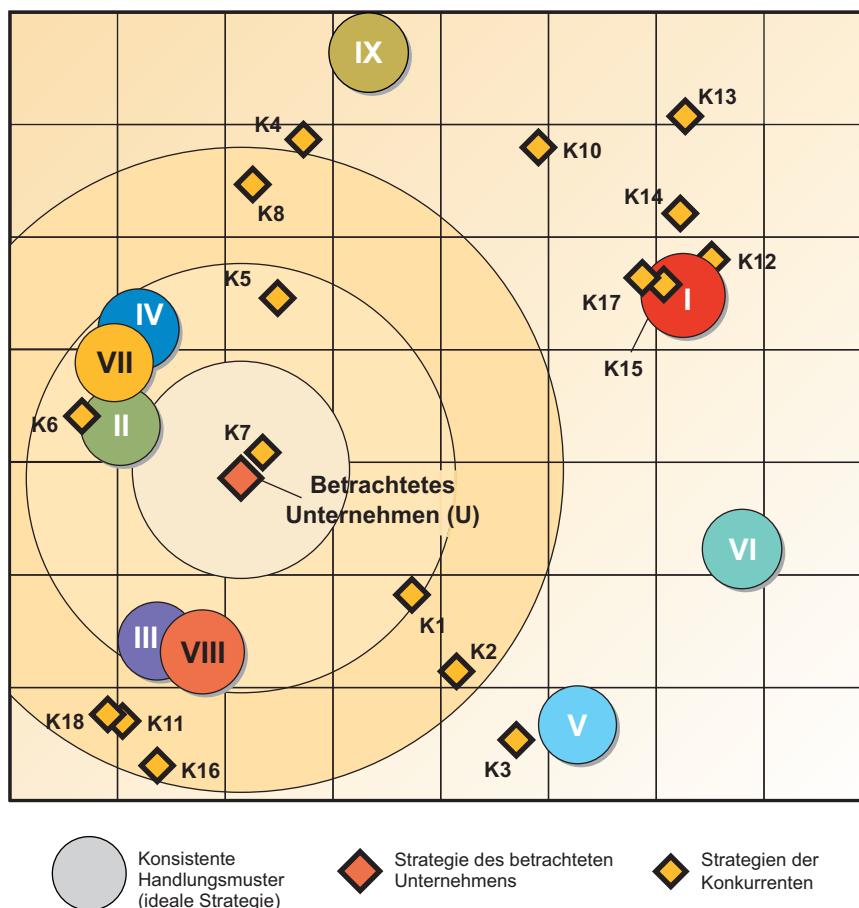 IX
K13
K4
K10
K8
K14
K12
K5
K17
I
IV
VII
K15
K6
II
K7
Betrachtetes
Unternehmen (U)
VI
K1
III
VIII
K2
K18
K11
V
K16
K3
Konsistente
Handlungsmuster
(ideale Strategie)
Strategie des betrachteten
Unternehmens
Strategien der
Konkurrenten